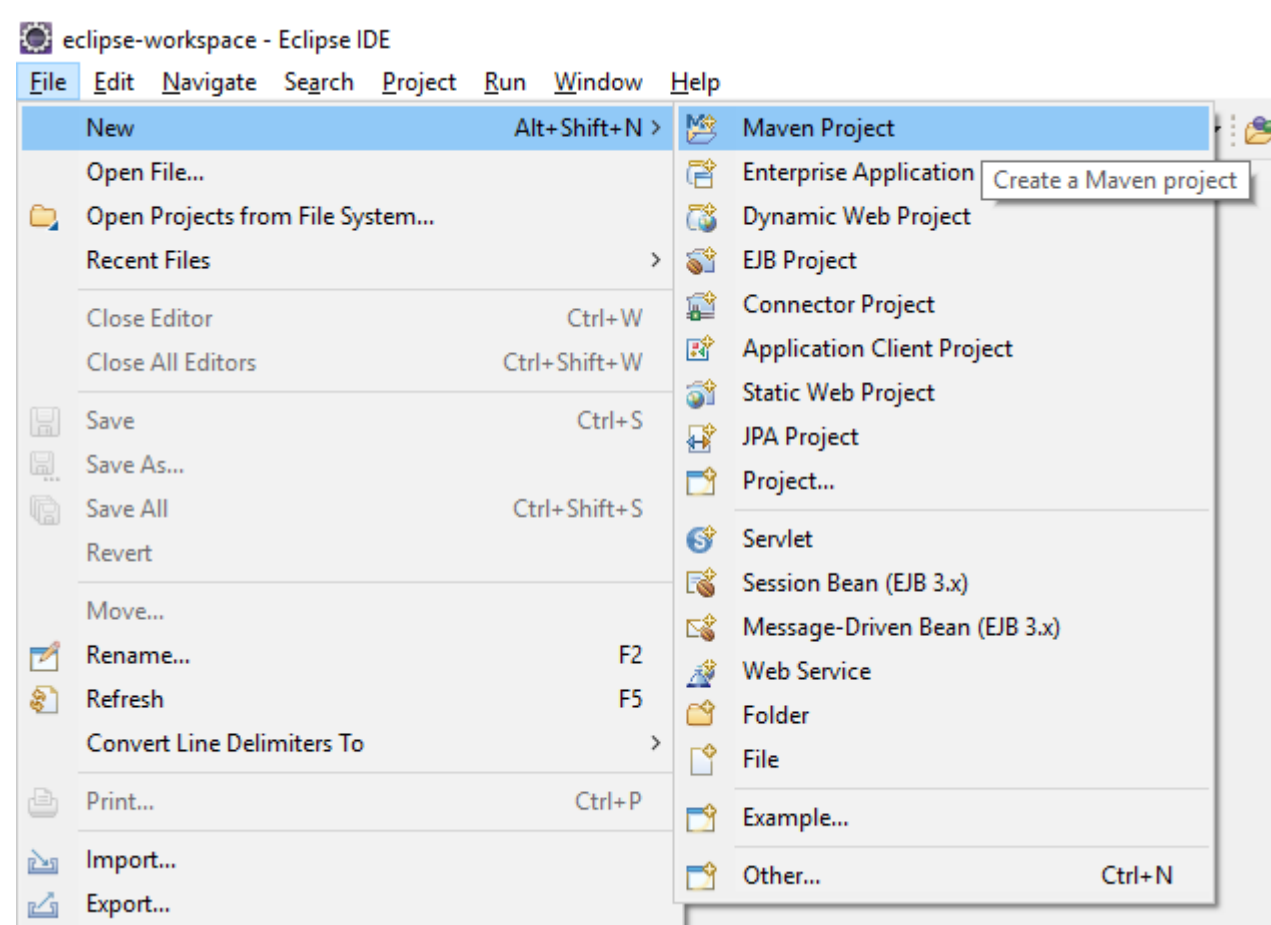 eclipse-workspace - Eclipse IDE
File Edit Navigate Search Project Run Window Help
New Alt+Shift+N >
Open File...
Open Projects from File System...
Recent Files >
Close Editor Ctrl+W
Close All Editors Ctrl+Shift+W
Save Ctrl+S
Save As...
Save All Ctrl+Shift+S
Revert
Move...
Rename... F2
Refresh F5
Convert Line Delimiters To >
Print... Ctrl+P
Import...
Export...
Maven Project
Enterprise Application
Create a Maven project
Dynamic Web Project
EJB Project
Connector Project
Application Client Project
Static Web Project
JPA Project
Project...
Servlet
Session Bean (EJB 3.x)
Message-Driven Bean (EJB 3.x)
Web Service
Folder
File
Example...
Other... Ctrl+N